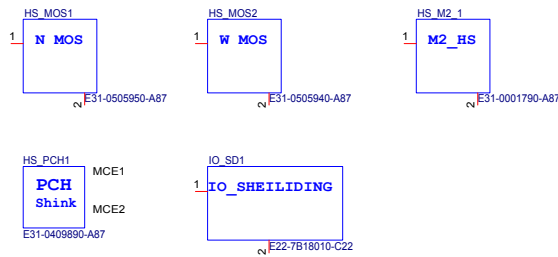 HS_MOS1
1
N MOS
2
E31-0505950-A87
HS_MOS2
1
W MOS
2
E31-0505940-A87
HS_M2_1
1
M2_HS
2
E31-0001790-A87
HS_PCH1
PCH
Shink
MCE1
MCE2
E31-0409890-A87
IO_SD1
1
IO_SHEILIDING
2
E22-7B18010-C22